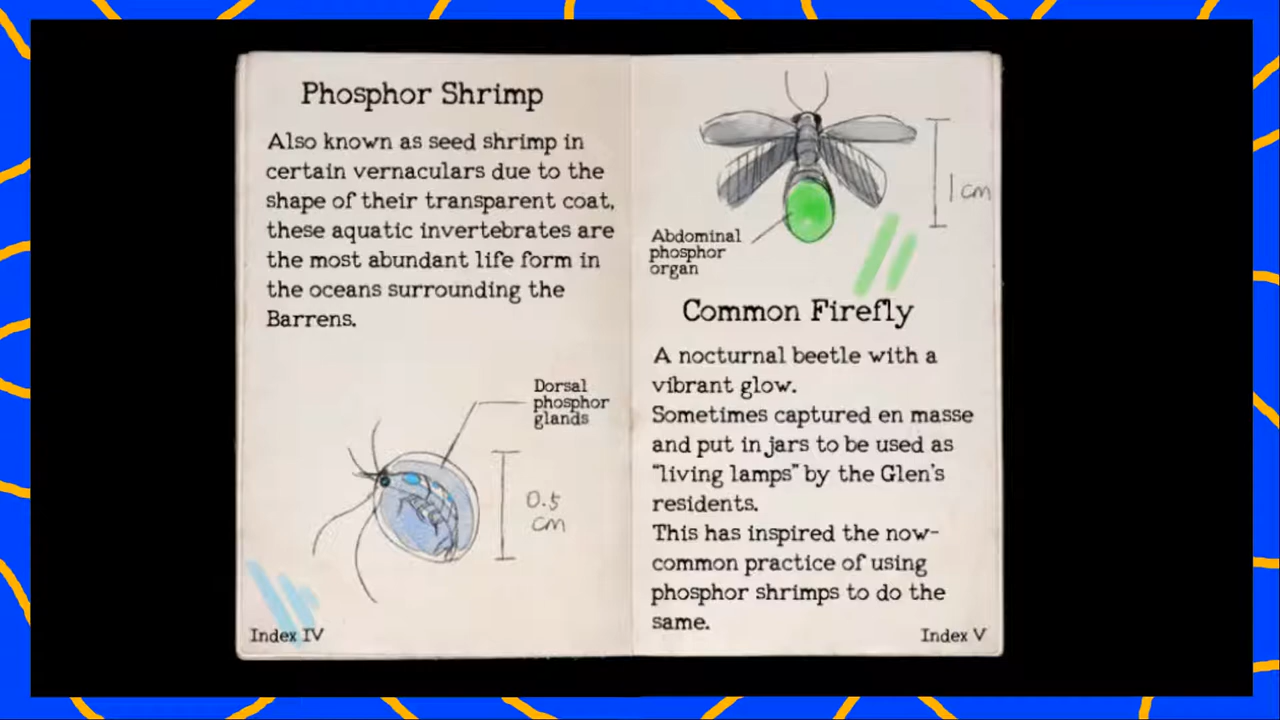 Phosphor Shrimp
Also known as seed shrimp in
certain vernaculars due to the
shape of their transparent coat,
these aquatic invertebrates are
the most abundant life form in
the oceans surrounding the
Barrens.
Dorsal
phosphor
glands
0.5
cm
Index IV
1 cm
Abdominal
phosphor
organ
Common Firefly
A nocturnal beetle with a
vibrant glow.
Sometimes captured en masse
and put in jars to be used as
"living lamps" by the Glen's
residents.
This has inspired the now-
common practice of using
phosphor shrimps to do the
same.
Index V